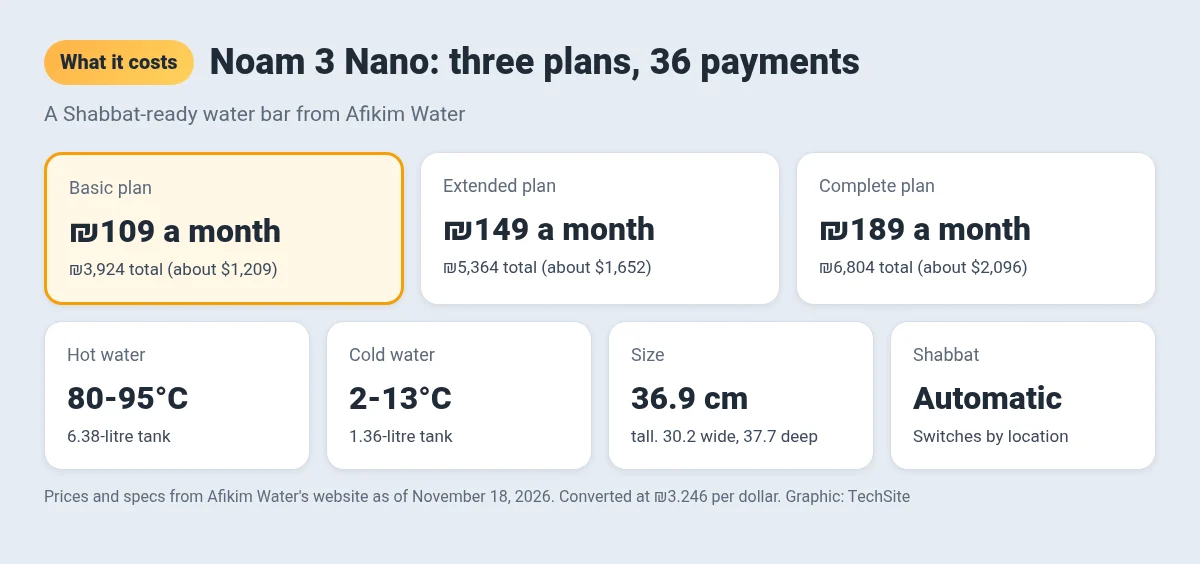 What it costs Noam 3 Nano: three plans, 36 payments
A Shabbat-ready water bar from Afikim Water
Basic plan
₪109 a month
₪3,924 total (about $1,209)
Extended plan
₪149 a month
₪5,364 total (about $1,652)
Complete plan
₪189 a month
₪6,804 total (about $2,096)
Hot water
80-95°C
6.38-litre tank
Cold water
2-13°C
1.36-litre tank
Size
36.9 cm
tall. 30.2 wide, 37.7 deep
Shabbat
Automatic
Switches by location
Prices and specs from Afikim Water's website as of November 18, 2026. Converted at ₪3.246 per dollar. Graphic: TechSite